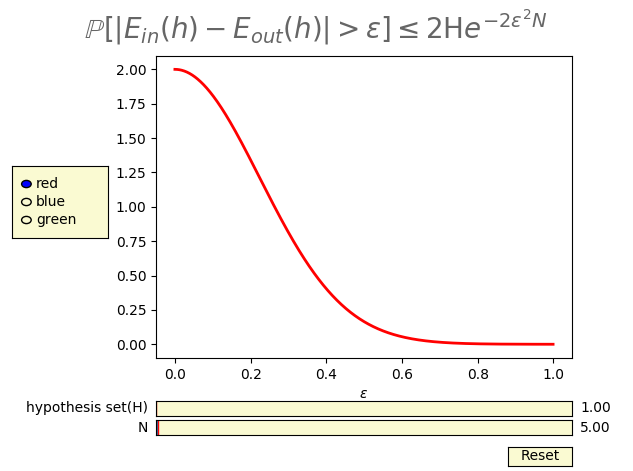 ℙ[|E_in(h) − E_out(h)| > ε] ≤ 2He^{−2ε²N}
2.00
1.75
1.50
1.25
1.00
0.75
0.50
0.25
0.00
red
blue
green
0.0 0.2 0.4 0.6 0.8 1.0
ε
hypothesis set(H) 1.00
N 5.00
Reset